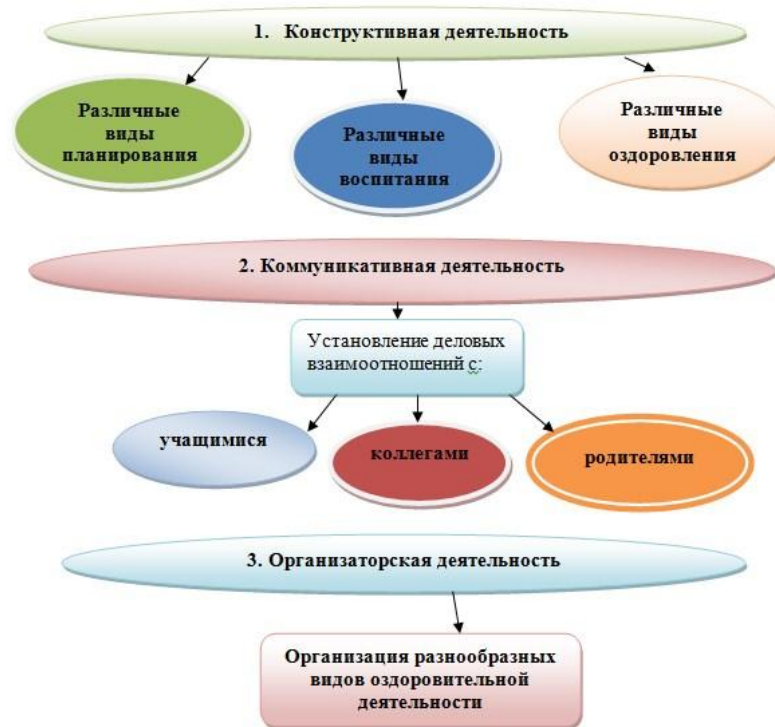 1. Конструктивная деятельность
Различные
виды
планирования
Различные
виды
воспитания
Различные
виды
оздоровления
2. Коммуникативная деятельность
Установление деловых
взаимоотношений с:
учащимися
коллегами
родителями
3. Организаторская деятельность
Организация разнообразных
видов оздоровительной
деятельности